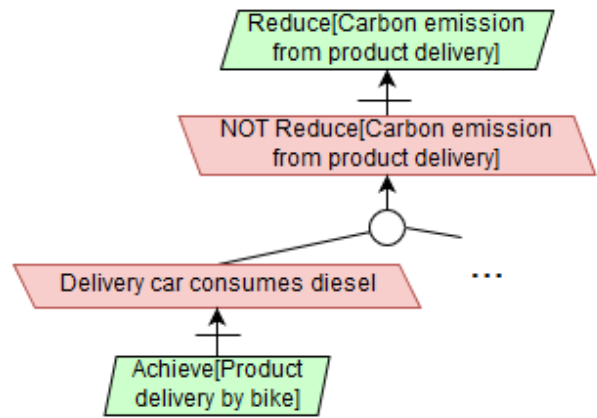 Reduce[Carbon emission
from product delivery]
NOT Reduce[Carbon emission
from product delivery]
Delivery car consumes diesel
...
Achieve[Product
delivery by bike]